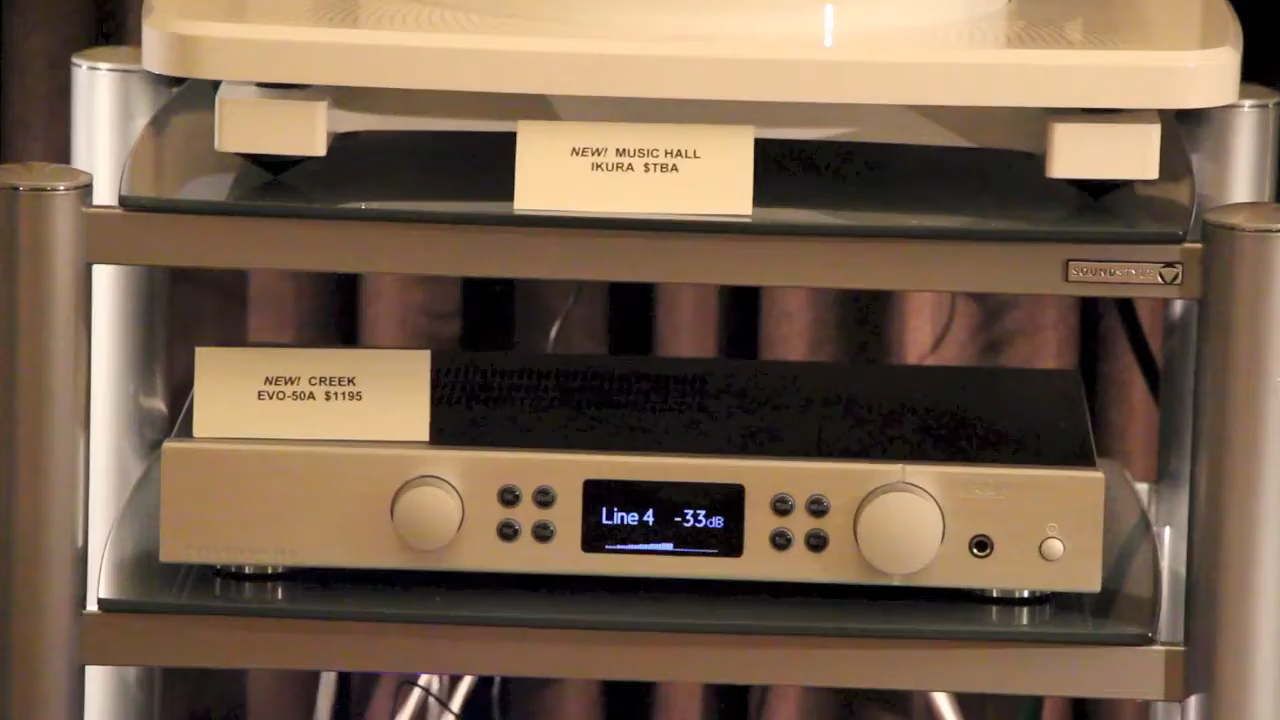 NEW! MUSIC HALL
IKURA $TBA
SOUNDSTYLE
NEW! CREEK
EVO-50A $1195
Line 4 -33dB